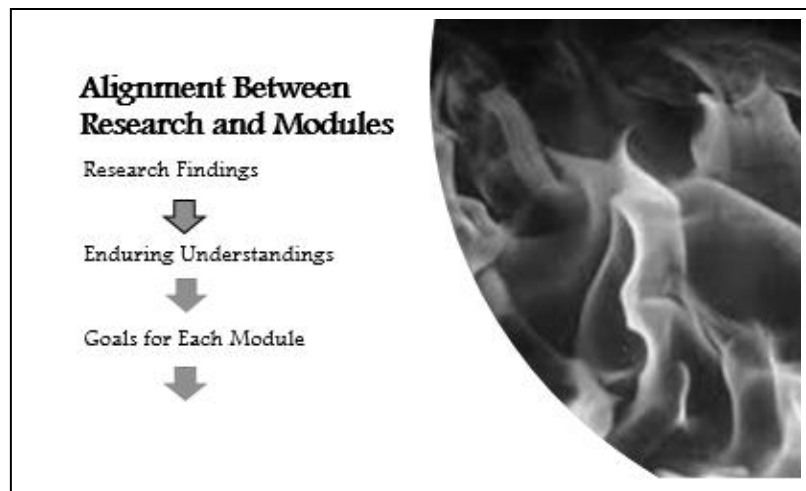 Alignment Between
Research and Modules
Research Findings
Enduring Understandings
Goals for Each Module